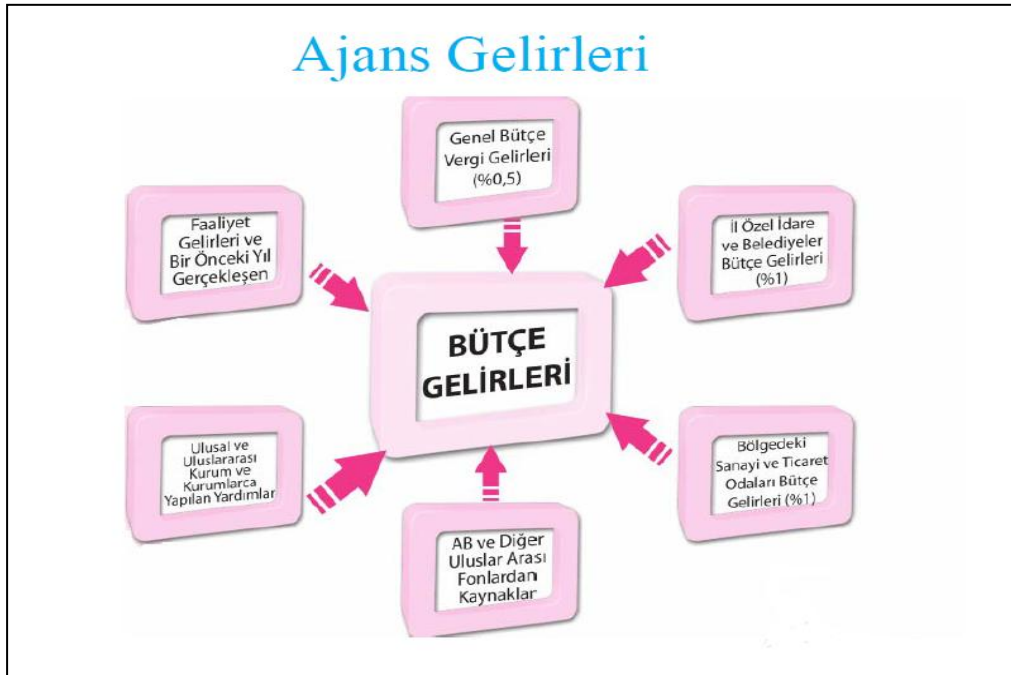 Ajans Gelirleri
Genel Bütçe
Vergi Gelirleri
(%0,5)
Faaliyet
Gelirleri ve
Bir Önceki Yıl
Gerçekleşen
İl Özel İdare
ve Belediyeler
Bütçe Gelirleri
(%1)
BÜTÇE
GELİRLERİ
Ulusal ve
Uluslararası
Kurum ve
Kurumlarca
Yapılan Yardımlar
AB ve Diğer
Uluslar Arası
Fonlardan
Kaynaklar
Bölgedeki
Sanayi ve Ticaret
Odaları Bütçe
Gelirleri (%1)